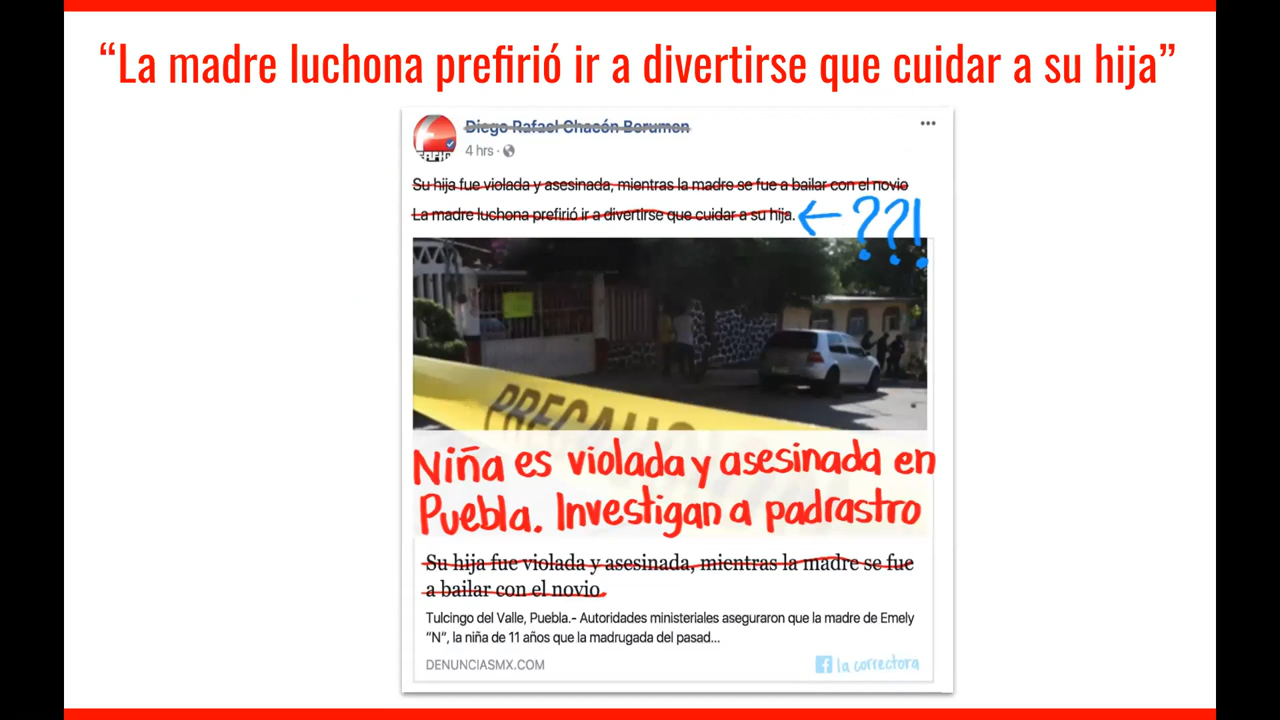 “La madre luchona prefirió ir a divertirse que cuidar a su hija”
Diego Rafael Chacón Borumen
4 hrs ·
Su hija fue violada y asesinada, mientras la madre se fue a bailar con el novio
La madre luchona prefirió ir a divertirse que cuidar a su hija.
← ??!
Niña es violada y asesinada en
Puebla. Investigan a padrastro
Su hija fue violada y asesinada, mientras la madre se fue
a bailar con el novio.
Tulcingo del Valle, Puebla.- Autoridades ministeriales aseguraron que la madre de Emely
"N", la niña de 11 años que la madrugada del pasad...
DENUNCIASMX.COM
la correctora